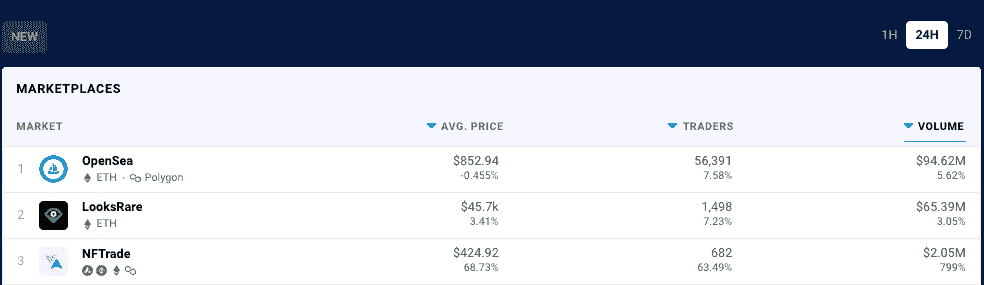 NEW
1H 24H 7D
MARKETPLACES
MARKET AVG. PRICE TRADERS VOLUME
1 OpenSea $852.94 56,391 $94.62M
ETH · Polygon -0.455% 7.58% 5.62%
2 LooksRare $45.7k 1,498 $65.39M
ETH 3.41% 7.23% 3.05%
3 NFTrade $424.92 682 $2.05M
68.73% 63.49% 799%